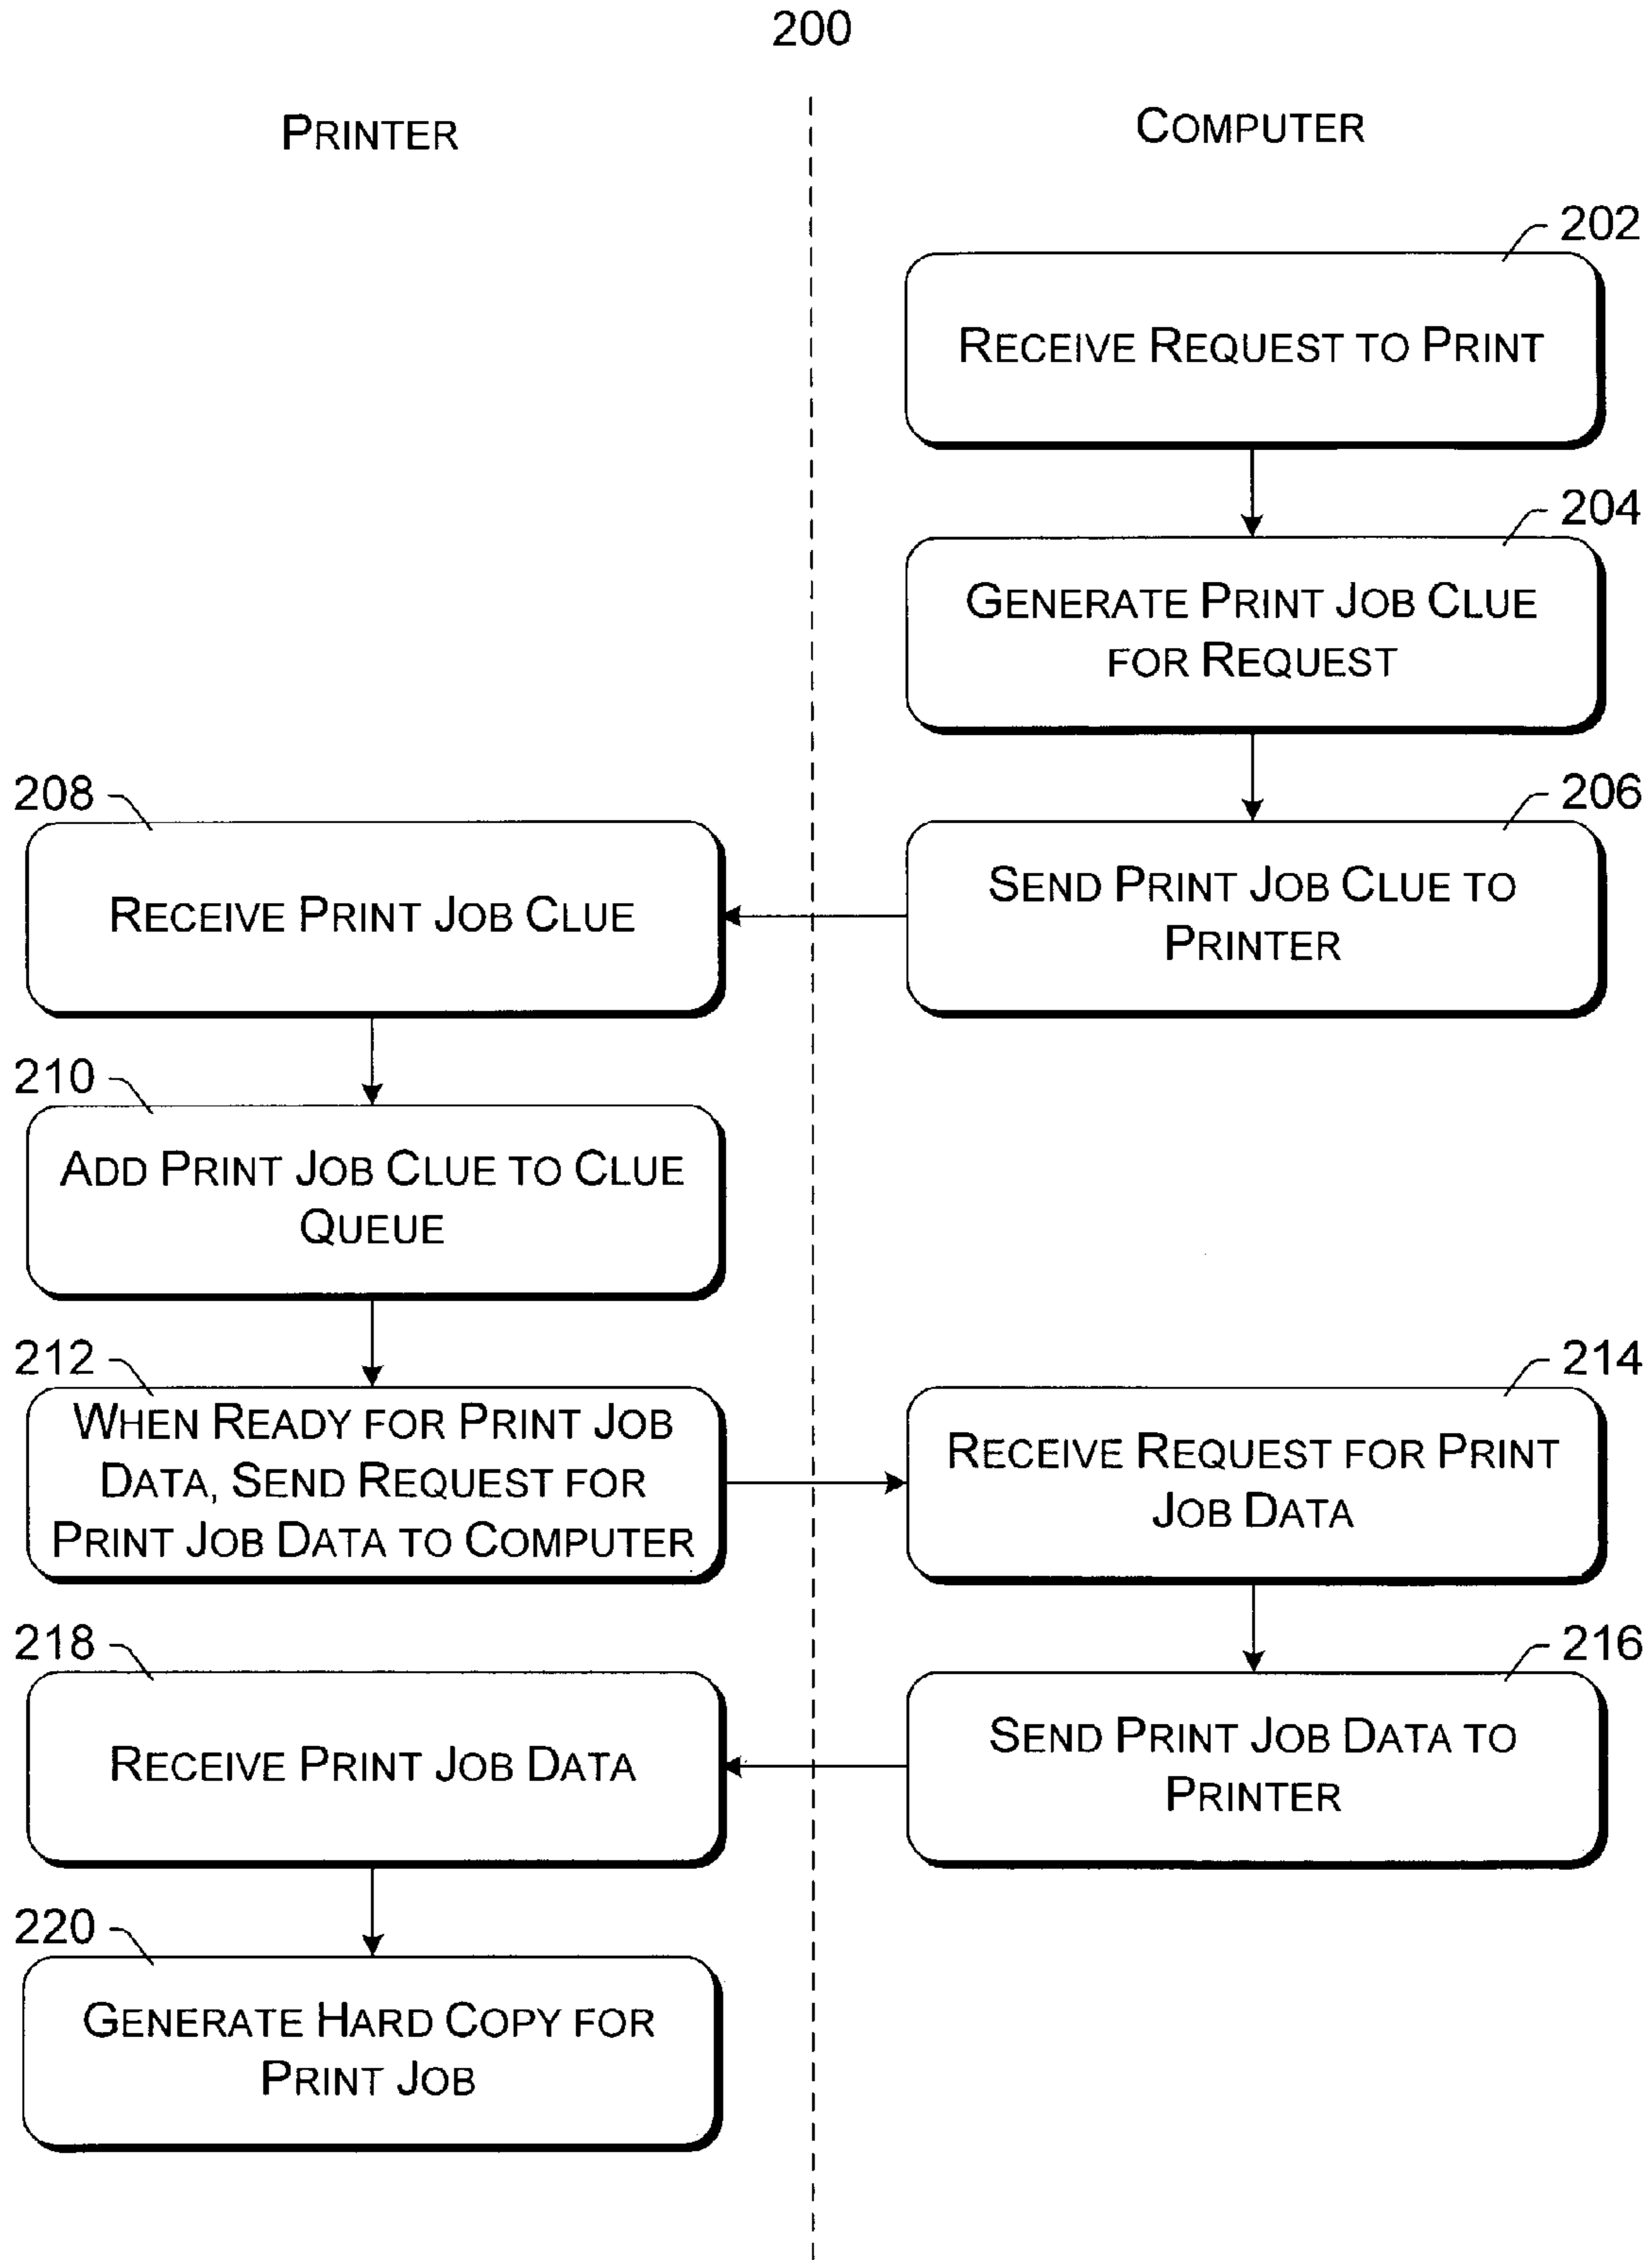 200
PRINTER
COMPUTER
202
RECEIVE REQUEST TO PRINT
204
GENERATE PRINT JOB CLUE
FOR REQUEST
206
SEND PRINT JOB CLUE TO
PRINTER
208
RECEIVE PRINT JOB CLUE
210
ADD PRINT JOB CLUE TO CLUE
QUEUE
212
WHEN READY FOR PRINT JOB
DATA, SEND REQUEST FOR
PRINT JOB DATA TO COMPUTER
214
RECEIVE REQUEST FOR PRINT
JOB DATA
216
SEND PRINT JOB DATA TO
PRINTER
218
RECEIVE PRINT JOB DATA
220
GENERATE HARD COPY FOR
PRINT JOB